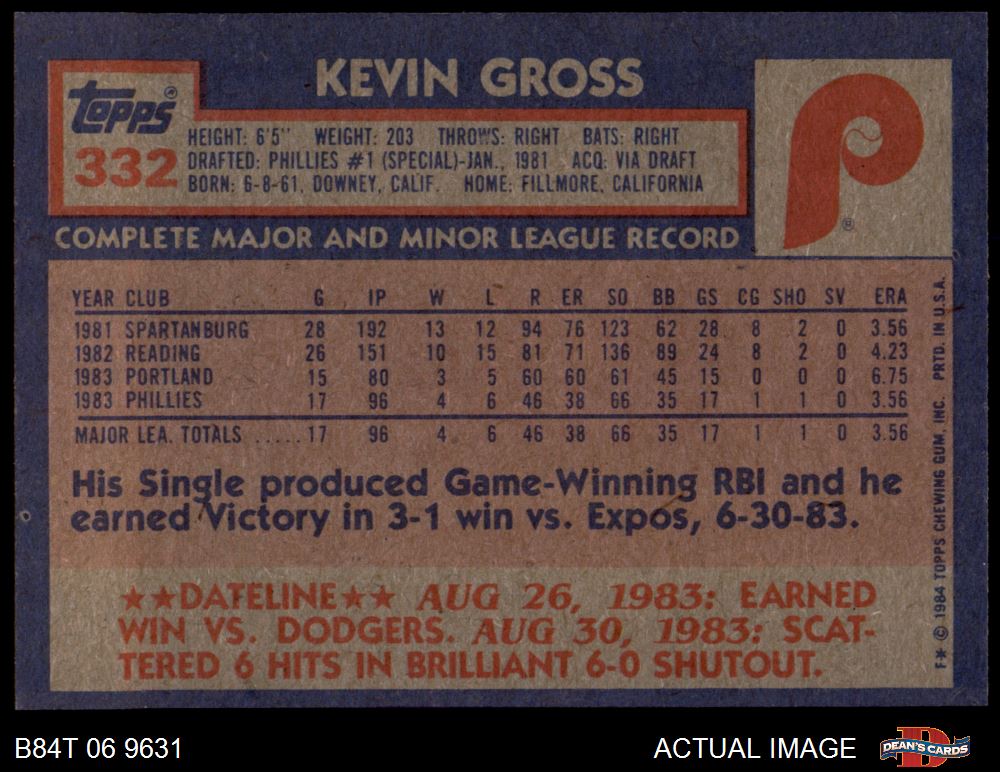 KEVIN GROSS
Topps®
332
HEIGHT: 6'5" WEIGHT: 203 THROWS: RIGHT BATS: RIGHT
DRAFTED: PHILLIES #1 (SPECIAL)-JAN., 1981 ACQ: VIA DRAFT
BORN: 6-8-61, DOWNEY, CALIF. HOME: FILLMORE, CALIFORNIA
P
®
COMPLETE MAJOR AND MINOR LEAGUE RECORD
YEAR CLUB G IP W L R ER SO BB GS CG SHO SV ERA
1981 SPARTANBURG 28 192 13 12 94 76 123 62 28 8 2 0 3.56
1982 READING 26 151 10 15 81 71 136 89 24 8 2 0 4.23
1983 PORTLAND 15 80 3 5 60 60 61 45 15 0 0 0 6.75
1983 PHILLIES 17 96 4 6 46 38 66 35 17 1 1 0 3.56
MAJOR LEA. TOTALS .....17 96 4 6 46 38 66 35 17 1 1 0 3.56
His Single produced Game-Winning RBI and he
earned Victory in 3-1 win vs. Expos, 6-30-83.
★★DATELINE★★ AUG 26, 1983: EARNED
WIN VS. DODGERS. AUG 30, 1983: SCAT-
TERED 6 HITS IN BRILLIANT 6-0 SHUTOUT.
F★ © 1984 TOPPS CHEWING GUM, INC. PRTD. IN U.S.A.
B84T 06 9631
ACTUAL IMAGE
DEAN'S CARDS